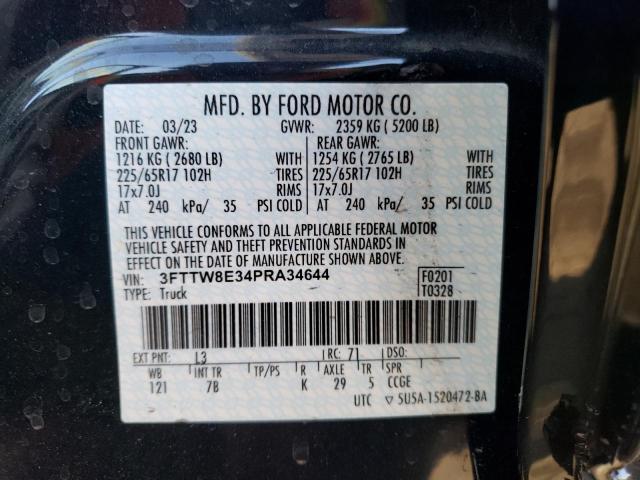 MFD. BY FORD MOTOR CO.
DATE: 03/23 GVWR: 2359 KG ( 5200 LB)
FRONT GAWR: REAR GAWR:
1216 KG ( 2680 LB) WITH 1254 KG ( 2765 LB) WITH
225/65R17 102H TIRES 225/65R17 102H TIRES
17x7.0J RIMS 17x7.0J RIMS
AT 240 kPa/ 35 PSI COLD AT 240 kPa/ 35 PSI COLD
THIS VEHICLE CONFORMS TO ALL APPLICABLE FEDERAL MOTOR
VEHICLE SAFETY AND THEFT PREVENTION STANDARDS IN
EFFECT ON THE DATE OF MANUFACTURE SHOWN ABOVE.
VIN: 3FTTW8E34PRA34644 F0201
TYPE: Truck T0328
EXT PNT: L3 RC: 71 DSO:
WB INT TR TP/PS R AXLE TR SPR
121 7B K 29 5 CCGE
UTC ▽ 5U5A-1520472-BA